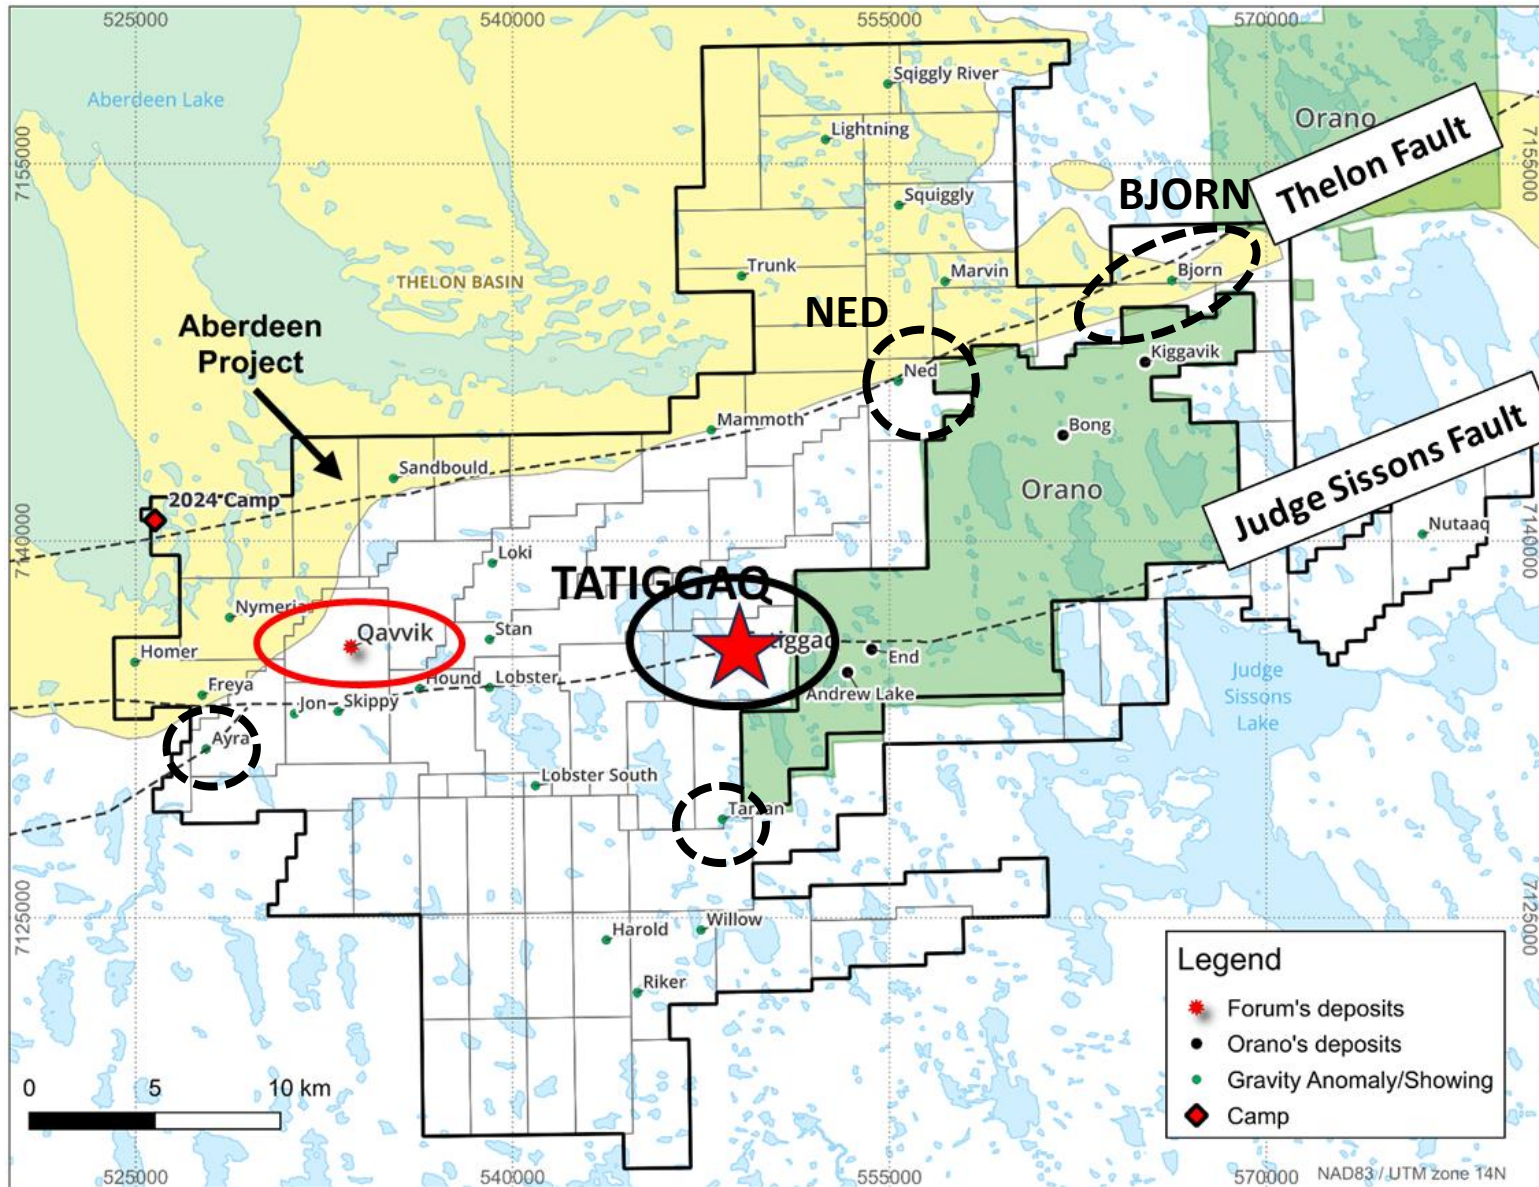 525000
540000
555000
570000
Aberdeen Lake
Sqiggly River
Orano
Lightning
Thelon Fault
7155000
7155000
Squiggly
BJORN
THELON BASIN
Trunk
Marvin
Bjorn
Aberdeen
Project
NED
Kiggavik
Ned
Mammoth
Bong
Judge Sissons Fault
Sandbould
Orano
2024 Camp
Nutaaq
7140000
7140000
Loki
TATIGGAQ
Nymeria
Qavvik
Stan
Tatiggaq
End
Homer
Judge
Sissons
Lake
Freya
Hound
Lobster
Andrew Lake
Jon
Skippy
Ayra
Lobster South
Tarzan
7125000
7125000
Harold
Willow
Riker
Legend
Forum's deposits
Orano's deposits
Gravity Anomaly/Showing
Camp
0 5 10 km
525000
540000
555000
570000
NAD83 / UTM zone 14N